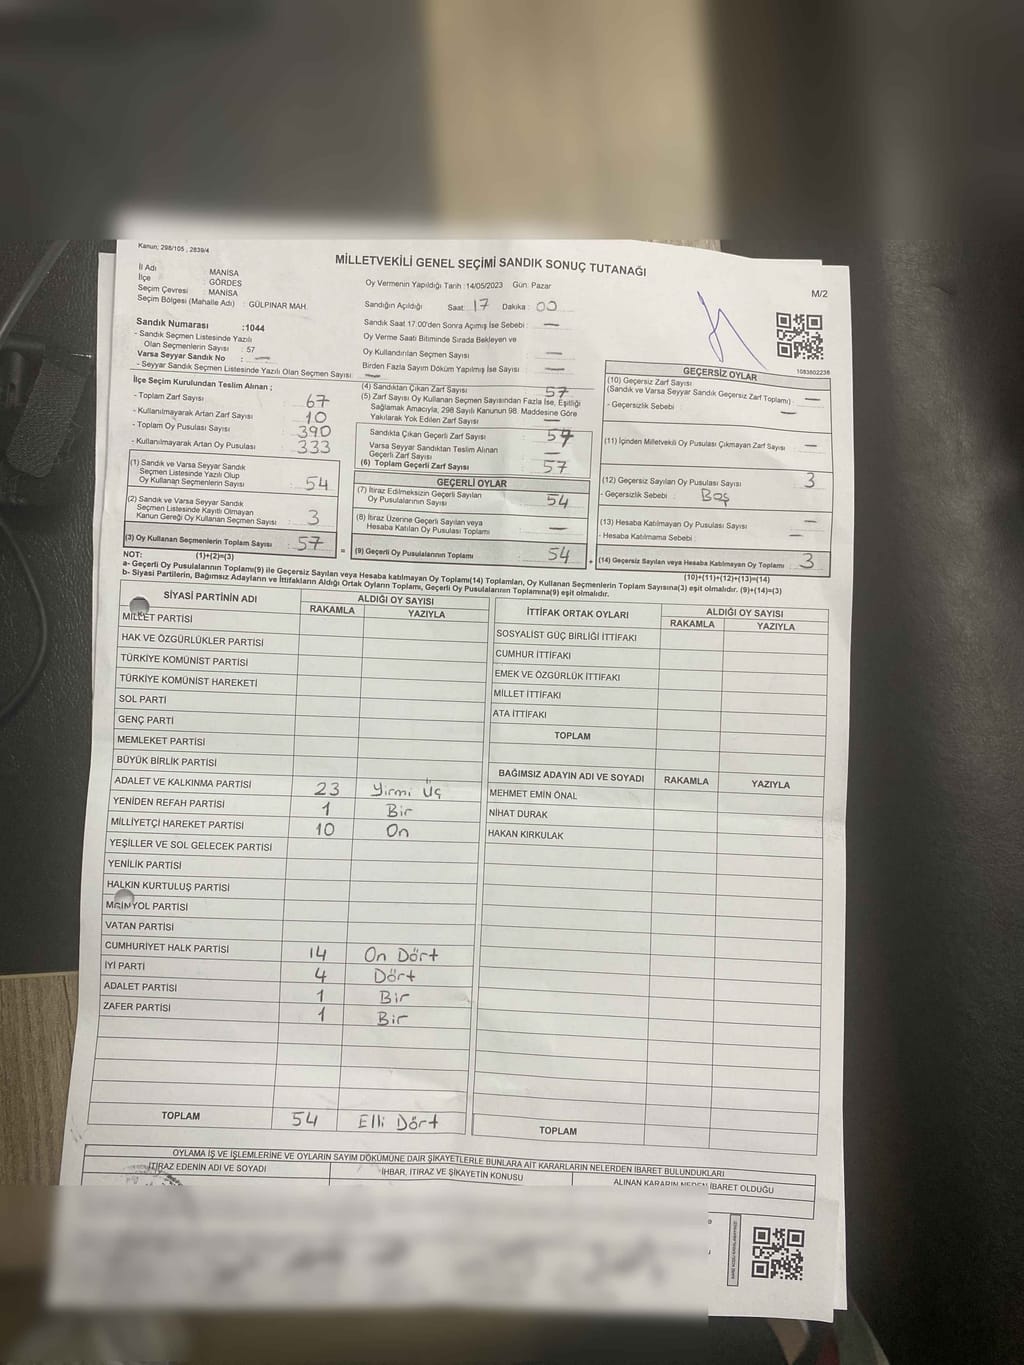 Kanun; 298/105 , 2839/4
MİLLETVEKİLİ GENEL SEÇİMİ SANDIK SONUÇ TUTANAĞI
M/2
İl Adı : MANİSA
İlçe : GÖRDES
Seçim Çevresi : MANİSA
Seçim Bölgesi (Mahalle Adı) : GÜLPINAR MAH.
Oy Vermenin Yapıldığı Tarih :14/05/2023 Gün: Pazar
Sandığın Açıldığı Saat: 17 Dakika : 00
Sandık Saat 17:00'den Sonra Açımış İse Sebebi : —
Oy Verme Saati Bitiminde Sırada Bekleyen ve
Oy Kullandırılan Seçmen Sayısı —
Birden Fazla Sayım Döküm Yapılmış İse Sayısı —
Sandık Numarası :1044
- Sandık Seçmen Listesinde Yazılı
Olan Seçmenlerin Sayısı : 57
Varsa Seyyar Sandık No : —
- Seyyar Sandık Seçmen Listesinde Yazılı Olan Seçmen Sayısı: —
1083802236
İlçe Seçim Kurulundan Teslim Alınan ;
- Toplam Zarf Sayısı : 67
- Kullanılmayarak Artan Zarf Sayısı : 10
- Toplam Oy Pusulası Sayısı : 390
- Kullanılmayarak Artan Oy Pusulası : 333
(1) Sandık ve Varsa Seyyar Sandık
Seçmen Listesinde Yazılı Olup
Oy Kullanan Seçmenlerin Sayısı : 54
(2) Sandık ve Varsa Seyyar Sandık
Seçmen Listesinde Kayıtlı Olmayan
Kanun Gereği Oy Kullanan Seçmen Sayısı : 3
(3) Oy Kullanan Seçmenlerin Toplam Sayısı : 57
(1)+(2)=(3)
(4) Sandıktan Çıkan Zarf Sayısı 57
(5) Zarf Sayısı Oy Kullanan Seçmen Sayısından Fazla İse, Eşitliği
Sağlamak Amacıyla, 298 Sayılı Kanunun 98. Maddesine Göre
Yakılarak Yok Edilen Zarf Sayısı : —
Sandıkta Çıkan Geçerli Zarf Sayısı 57
Varsa Seyyar Sandıktan Teslim Alınan
Geçerli Zarf Sayısı —
(6) Toplam Geçerli Zarf Sayısı 57
GEÇERLİ OYLAR
(7) İtiraz Edilmeksizin Geçerli Sayılan
Oy Pusulalarının Sayısı 54
(8) İtiraz Üzerine Geçerli Sayılan veya
Hesaba Katılan Oy Pusulası Toplamı —
= (9) Geçerli Oy Pusulalarının Toplamı 54 +
GEÇERSİZ OYLAR
(10) Geçersiz Zarf Sayısı
(Sandık ve Varsa Seyyar Sandık Geçersiz Zarf Toplamı) : —
- Geçersizlik Sebebi : —
(11) İçinden Milletvekili Oy Pusulası Çıkmayan Zarf Sayısı —
(12) Geçersiz Sayılan Oy Pusulası Sayısı 3
- Geçersizlik Sebebi : Boş
(13) Hesaba Katılmayan Oy Pusulası Sayısı —
- Hesaba Katılmama Sebebi : —
(14) Geçersiz Sayılan veya Hesaba Katılmayan Oy Toplamı 3
(10)+(11)+(12)+(13)=(14)
NOT:
a- Geçerli Oy Pusulasının Toplamı(9) ile Geçersiz Sayılan veya Hesaba katılmayan Oy Toplamı(14) Toplamları, Oy Kullanan Seçmenlerin Toplam Sayısına(3) eşit olmalıdır. (9)+(14)=(3)
b- Siyasi Partilerin, Bağımsız Adayların ve İttifakların Aldığı Ortak Oyların Toplamı, Geçerli Oy Pusulalarının Toplamına(9) eşit olmalıdır.
SİYASİ PARTİNİN ADI ALDIĞI OY SAYISI
RAKAMLA YAZIYLA
MİLLET PARTİSİ
HAK VE ÖZGÜRLÜKLER PARTİSİ
TÜRKİYE KOMÜNİST PARTİSİ
TÜRKİYE KOMÜNİST HAREKETİ
SOL PARTİ
GENÇ PARTİ
MEMLEKET PARTİSİ
BÜYÜK BİRLİK PARTİSİ
ADALET VE KALKINMA PARTİSİ 23 Yirmi Üç
YENİDEN REFAH PARTİSİ 1 Bir
MİLLİYETÇİ HAREKET PARTİSİ 10 On
YEŞİLLER VE SOL GELECEK PARTİSİ
YENİLİK PARTİSİ
HALKIN KURTULUŞ PARTİSİ
YOL PARTİSİ
VATAN PARTİSİ
CUMHURİYET HALK PARTİSİ 14 On Dört
İYİ PARTİ 4 Dört
ADALET PARTİSİ 1 Bir
ZAFER PARTİSİ 1 Bir
TOPLAM 54 Elli Dört
İTTİFAK ORTAK OYLARI ALDIĞI OY SAYISI
RAKAMLA YAZIYLA
SOSYALİST GÜÇ BİRLİĞİ İTTİFAKI
CUMHUR İTTİFAKI
EMEK VE ÖZGÜRLÜK İTTİFAKI
MİLLET İTTİFAKI
ATA İTTİFAKI
TOPLAM
BAĞIMSIZ ADAYIN ADI VE SOYADI RAKAMLA YAZIYLA
MEHMET EMİN ÖNAL
NİHAT DURAK
HAKAN KIRKULAK
TOPLAM
OYLAMA İŞ VE İŞLEMLERİNE VE OYLARIN SAYIM DÖKÜMÜNE DAİR ŞİKAYETLERLE BUNLARA AİT KARARLARIN NELERDEN İBARET BULUNDUKLARI
İTİRAZ EDENİN ADI VE SOYADI İHBAR, İTİRAZ VE ŞİKAYETİN KONUSU ALINAN KARARIN NEDEN İBARET OLDUĞU